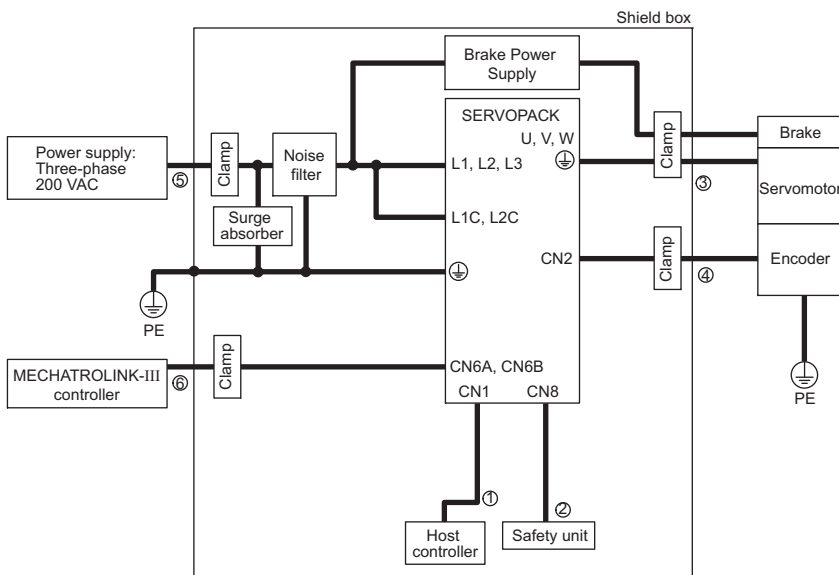 Shield box
Brake Power
Supply
SERVOPACK
U, V, W
Power supply:
Three-phase
200 VAC
⑤
Clamp
Noise
filter
L1, L2, L3
Clamp
③
Brake
Servomotor
Surge
absorber
L1C, L2C
CN2
Clamp
④
Encoder
PE
PE
MECHATROLINK-III
controller
⑥
Clamp
CN6A, CN6B
CN1
CN8
①
②
Host
controller
Safety unit